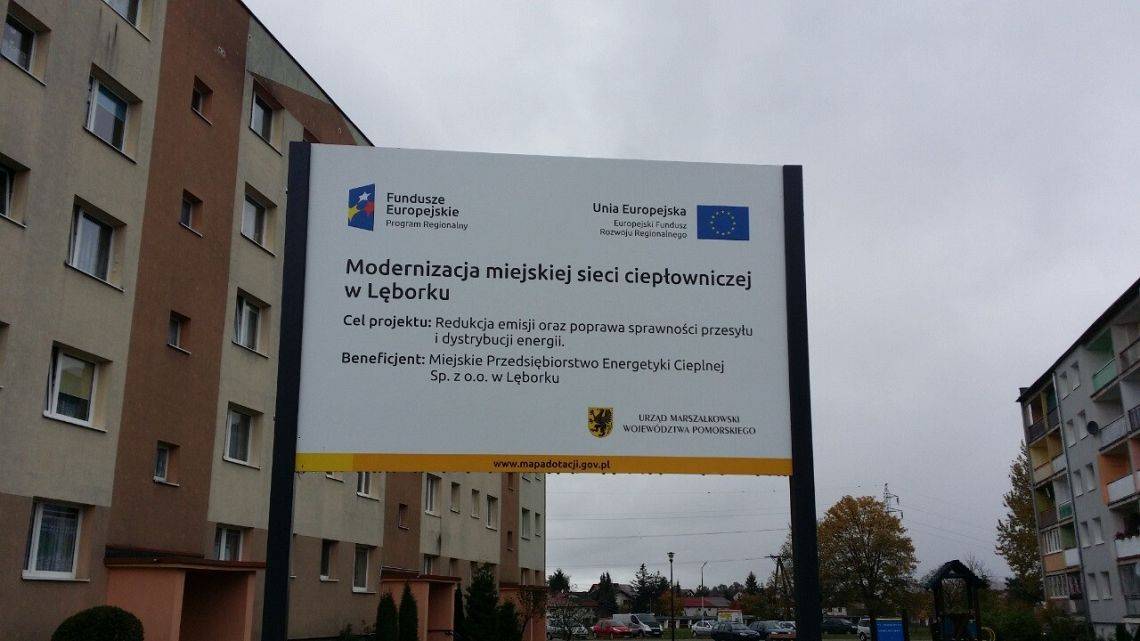 Fundusze
Europejskie
Program Regionalny
Unia Europejska
Europejski Fundusz
Rozwoju Regionalnego
Modernizacja miejskiej sieci ciepłowniczej
w Lęborku
Cel projektu: Redukcja emisji oraz poprawa sprawności przesyłu
i dystrybucji energii.
Beneficjent: Miejskie Przedsiębiorstwo Energetyki Cieplnej
Sp. z o.o. w Lęborku
URZĄD MARSZAŁKOWSKI
WOJEWÓDZTWA POMORSKIEGO
www.mapadotacji.gov.pl